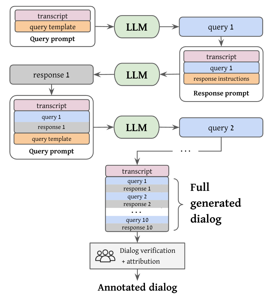 transcript
query template
Query prompt
LLM
query 1
response 1
LLM
transcript
query 1
response instructions
Response prompt
transcript
query 1
response 1
query template
Query prompt
LLM
query 2
...
transcript
query 1
response 1
query 2
response 2
...
query 10
response 10
Full
generated
dialog
Dialog verification
+ attribution
Annotated dialog